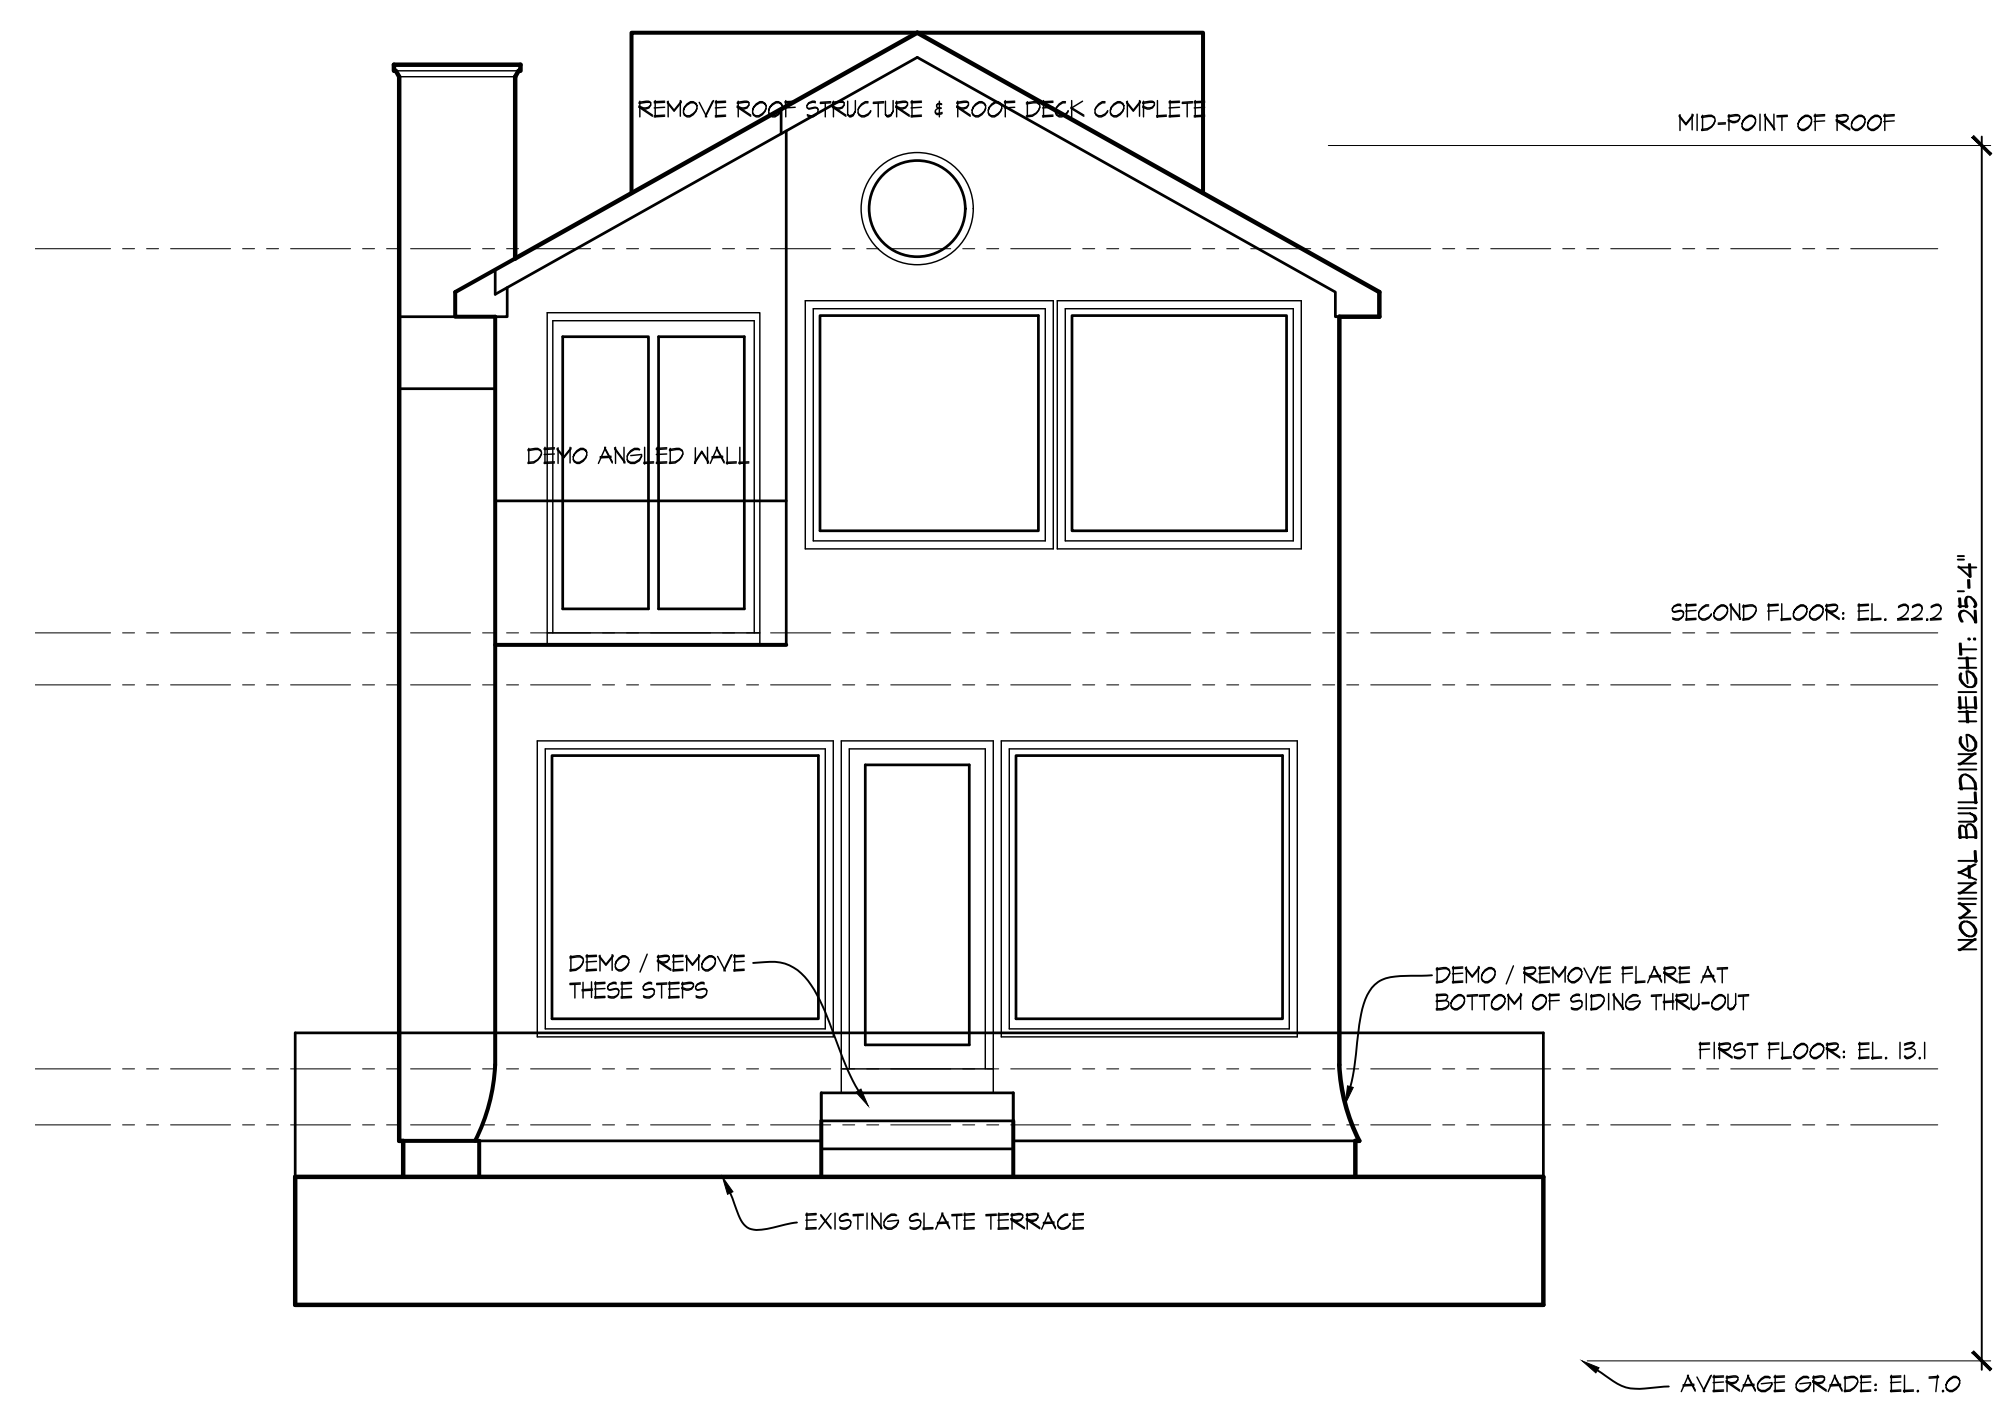 REMOVE ROOF STRUCTURE & ROOF DECK COMPLETE
MID-POINT OF ROOF
DEMO ANGLED WALL
SECOND FLOOR: EL. 22.2
NOMINAL BUILDING HEIGHT: 25'-4"
DEMO / REMOVE
THESE STEPS
DEMO / REMOVE FLARE AT
BOTTOM OF SIDING THRU-OUT
FIRST FLOOR: EL. 13.1
EXISTING SLATE TERRACE
AVERAGE GRADE: EL. 7.0